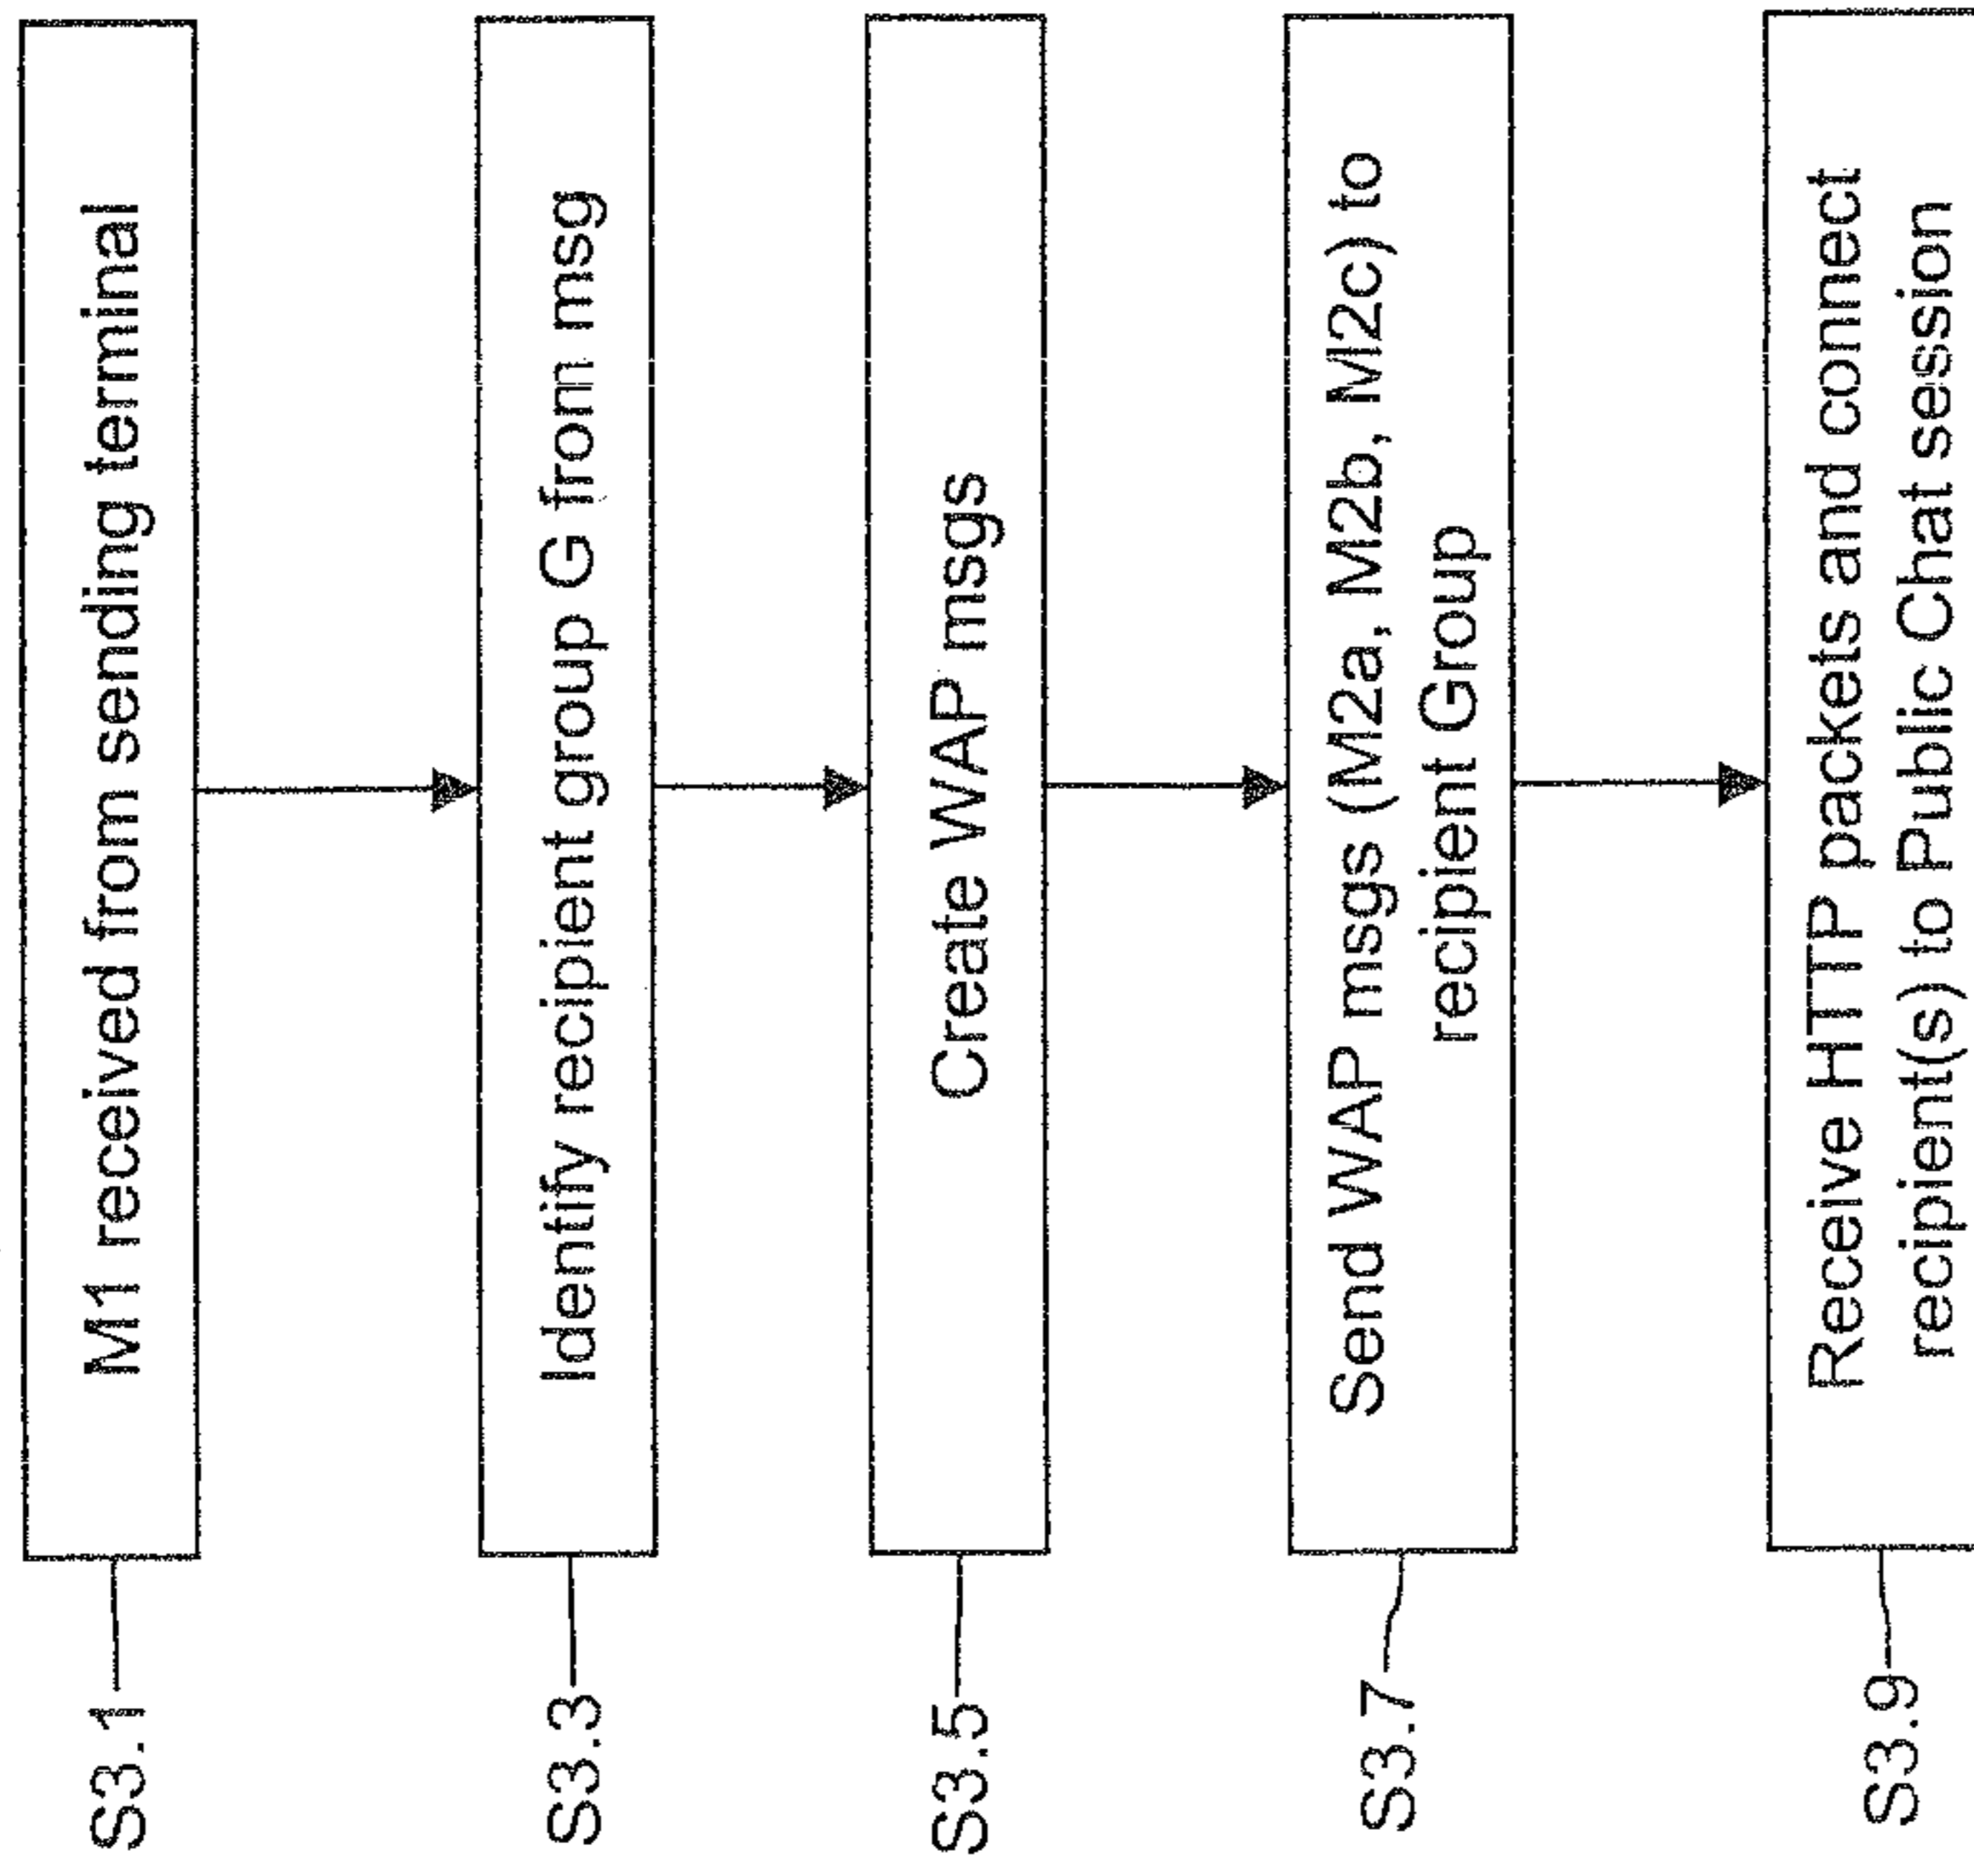 S3.1
M1 received from sending terminal
S3.3
Identify recipient group G from msg
S3.5
Create WAP msgs
S3.7
Send WAP msgs (M2a, M2b, M2c) to
recipient Group
S3.9
Receive HTTP packets and connect
recipient(s) to Public Chat session